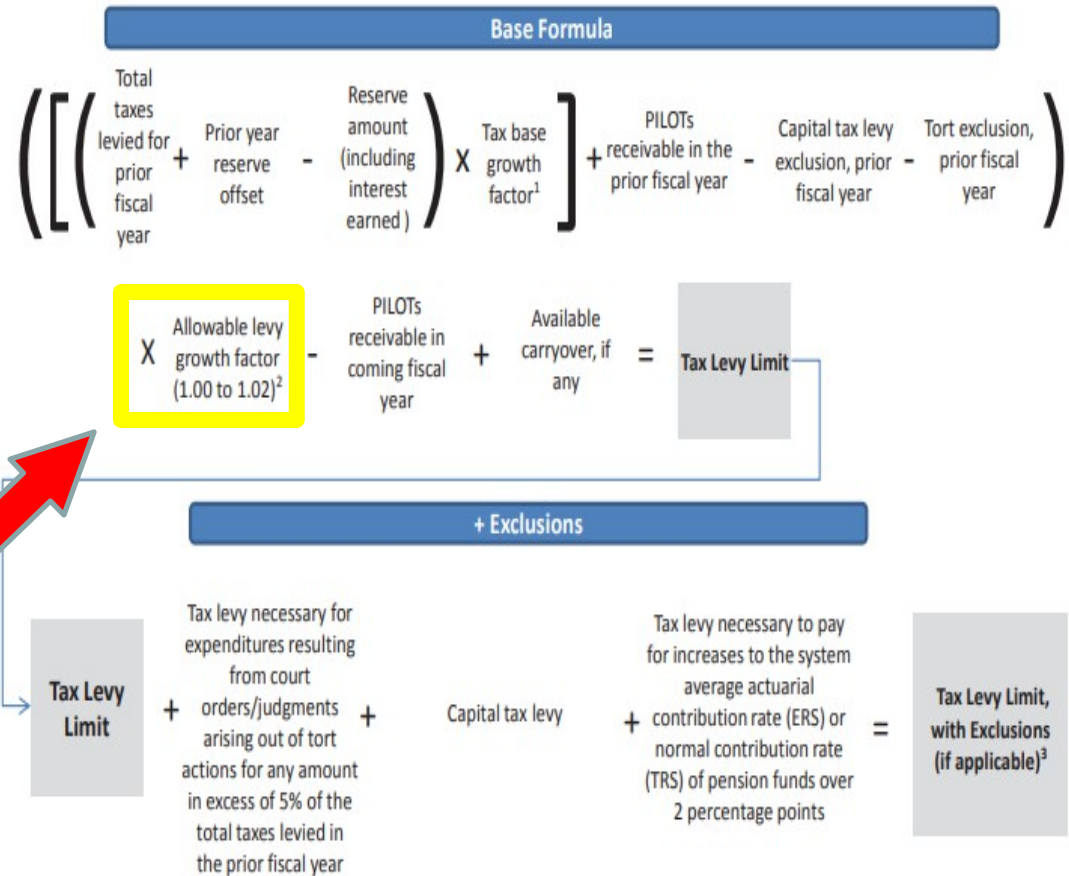 Base Formula
Total
taxes
levied for
prior
fiscal
year
+
Prior year
reserve
offset
-
Reserve
amount
(including
interest
earned )
X
Tax base
growth
factor¹
+
PILOTs
receivable in the
prior fiscal year
-
Capital tax levy
exclusion, prior
fiscal year
-
Tort exclusion,
prior fiscal
year
X
Allowable levy
growth factor
(1.00 to 1.02)²
-
PILOTs
receivable in
coming fiscal
year
+
Available
carryover, if
any
=
Tax Levy Limit
+ Exclusions
Tax Levy
Limit
+
Tax levy necessary for
expenditures resulting
from court
orders/judgments
arising out of tort
actions for any amount
in excess of 5% of the
total taxes levied in
the prior fiscal year
+
Capital tax levy
+
Tax levy necessary to pay
for increases to the system
average actuarial
contribution rate (ERS) or
normal contribution rate
(TRS) of pension funds over
2 percentage points
=
Tax Levy Limit,
with Exclusions
(if applicable)³